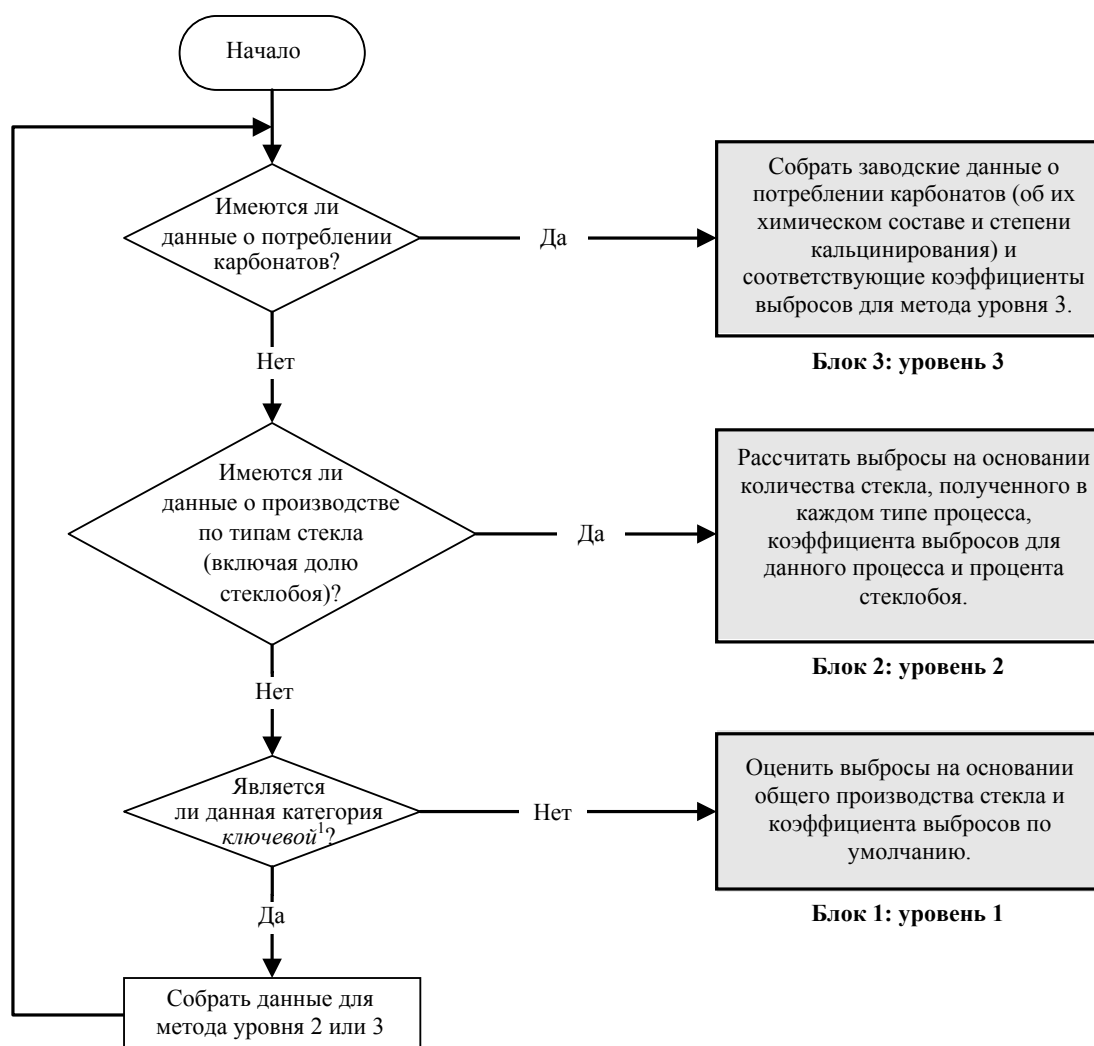 Начало
Имеются ли
данные о потреблении
карбонатов?
Да
Собрать заводские данные о
потреблении карбонатов (об их
химическом составе и степени
кальцинирования) и
соответствующие коэффициенты
выбросов для метода уровня 3.
Блок 3: уровень 3
Нет
Имеются ли
данные о производстве
по типам стекла
(включая долю
стеклобоя)?
Да
Рассчитать выбросы на основании
количества стекла, полученного в
каждом типе процесса,
коэффициента выбросов для
данного процесса и процента
стеклобоя.
Блок 2: уровень 2
Нет
Является
ли данная категория
ключевой¹?
Нет
Оценить выбросы на основании
общего производства стекла и
коэффициента выбросов по
умолчанию.
Блок 1: уровень 1
Да
Собрать данные для
метода уровня 2 или 3